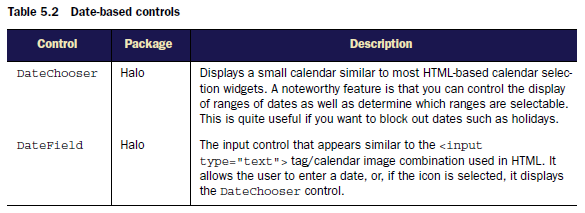 Table 5.2 Date-based controls
Control Package Description
DateChooser Halo Displays a small calendar similar to most HTML-based calendar selec-
tion widgets. A noteworthy feature is that you can control the display
of ranges of dates as well as determine which ranges are selectable.
This is quite useful if you want to block out dates such as holidays.
DateField Halo The input control that appears similar to the <input
type="text"> tag/calendar image combination used in HTML. It
allows the user to enter a date, or, if the icon is selected, it displays
the DateChooser control.